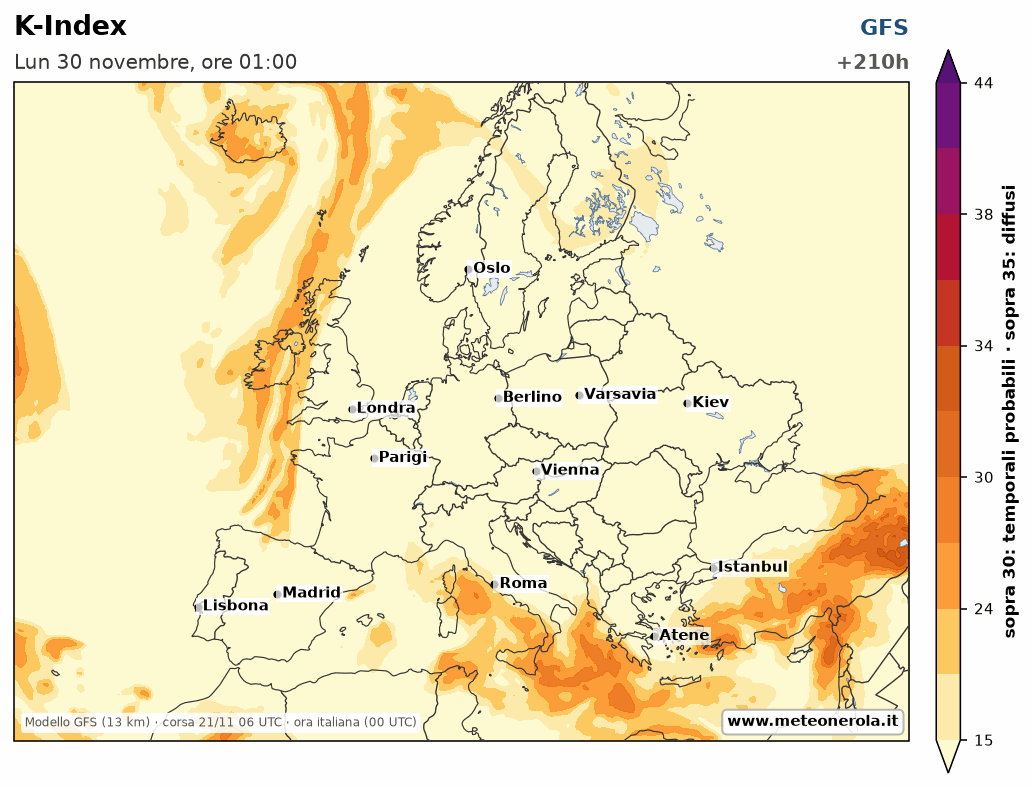 K-Index
GFS
Lun 30 novembre, ore 01:00
+210h
44
38
34
30
24
15
sopra 30: temporali probabili · sopra 35: diffusi
Oslo
Berlino
Varsavia
Kiev
Londra
Parigi
Vienna
Istanbul
Roma
Madrid
Lisbona
Atene
Modello GFS (13 km) · corsa 21/11 06 UTC · ora italiana (00 UTC)
www.meteonerola.it